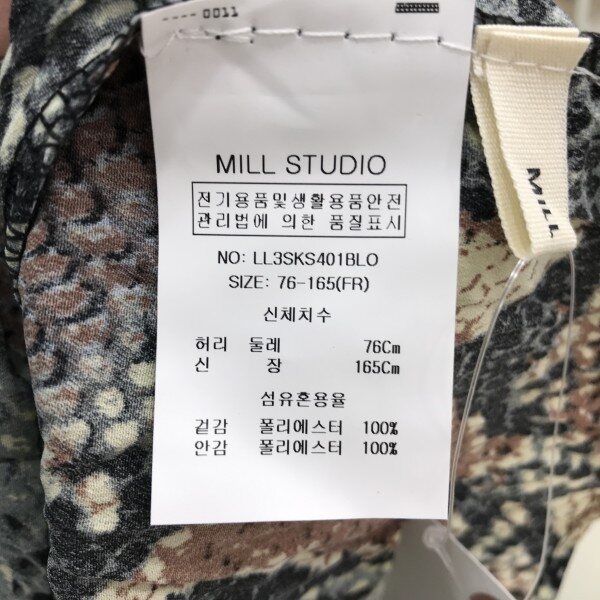 ---- 0011
MILL STUDIO
전기용품및생활용품안전
관리법에 의한 품질표시
NO: LL3SKS401BLO
SIZE: 76-165(FR)
신체치수
허리 둘레 76Cm
신 장 165Cm
섬유혼용율
겉감 폴리에스터 100%
안감 폴리에스터 100%
MILL